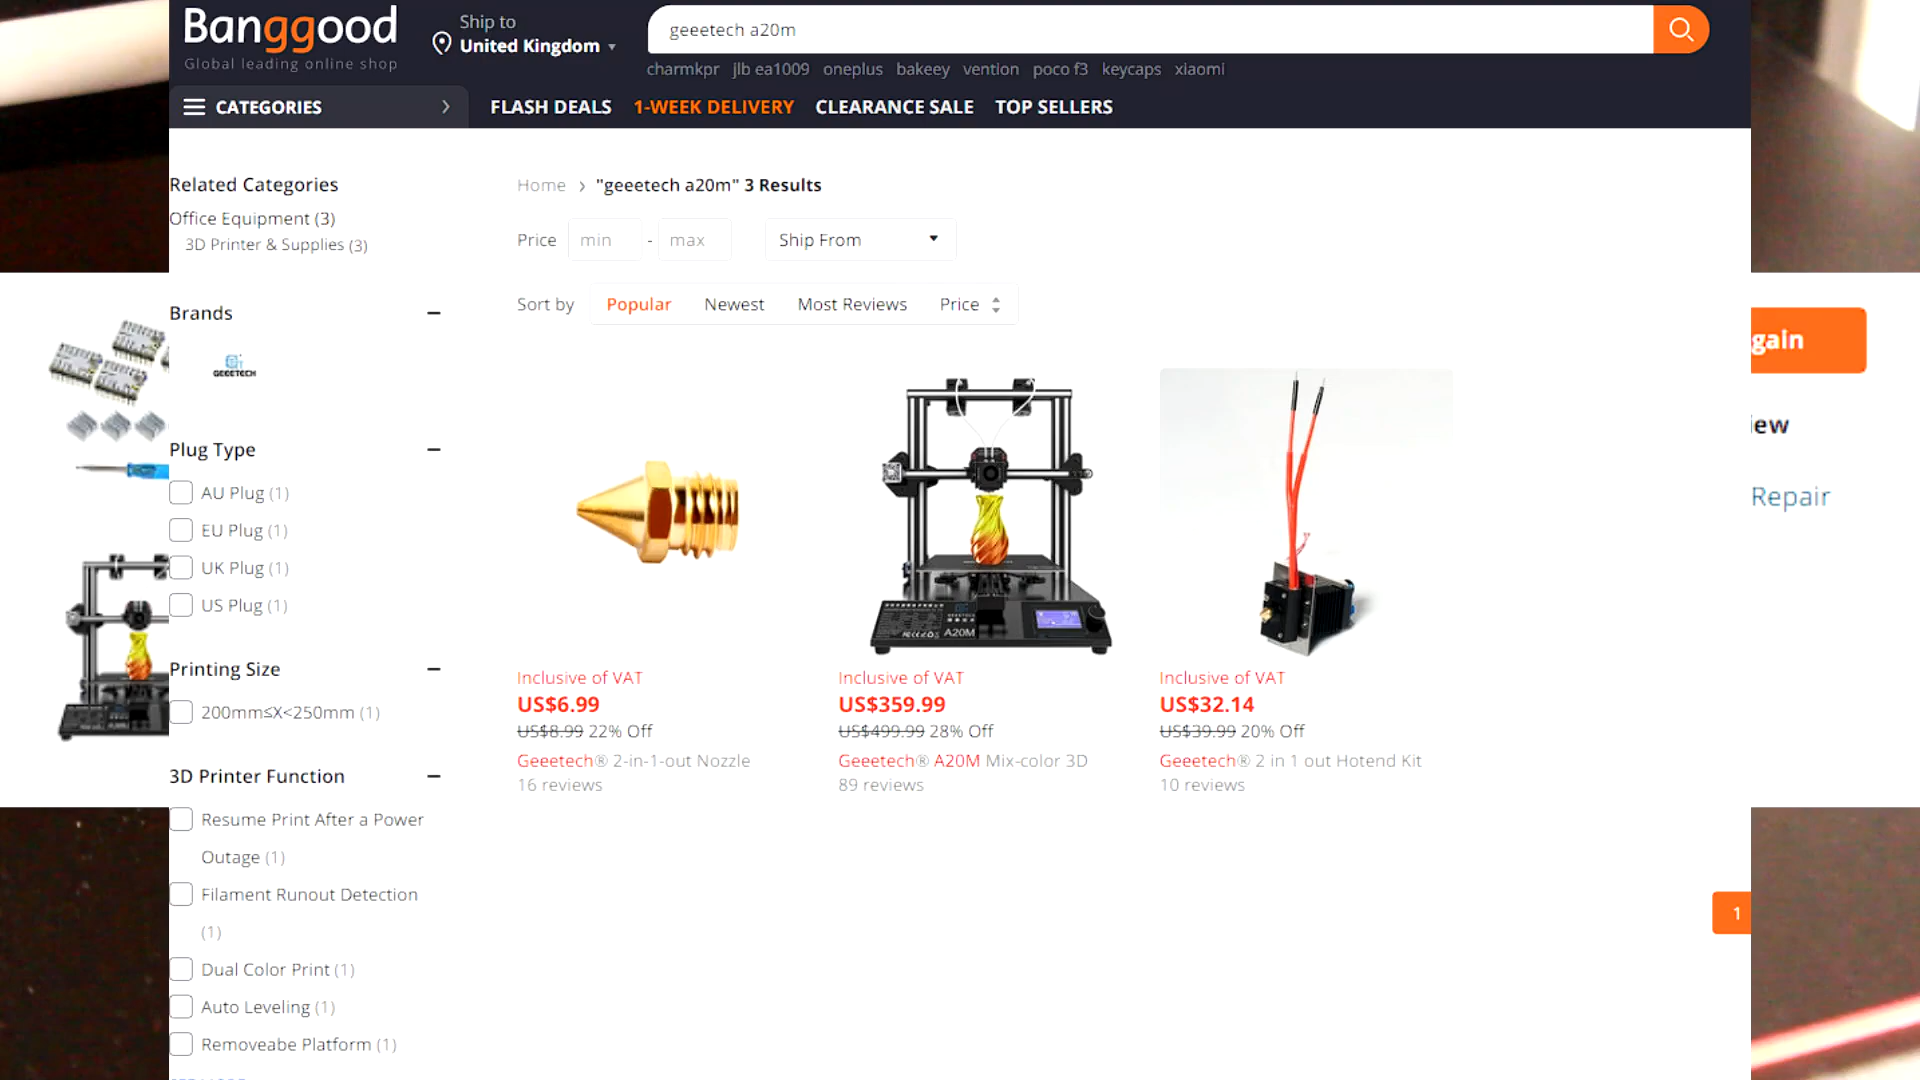 Banggood
Global leading online shop
Ship to
United Kingdom
geeetech a20m
charmkpr jlb ea1009 oneplus bakeey vention poco f3 keycaps xiaomi
CATEGORIES
FLASH DEALS 1-WEEK DELIVERY CLEARANCE SALE TOP SELLERS
Related Categories
Office Equipment (3)
3D Printer & Supplies (3)
Brands
GEEETECH
Plug Type
AU Plug (1)
EU Plug (1)
UK Plug (1)
US Plug (1)
Printing Size
200mm≤X<250mm (1)
3D Printer Function
Resume Print After a Power
Outage (1)
Filament Runout Detection
(1)
Dual Color Print (1)
Auto Leveling (1)
Removeabe Platform (1)
Home > "geeetech a20m" 3 Results
Price min - max Ship From
Sort by Popular Newest Most Reviews Price
A20M
Inclusive of VAT
US$6.99
US$8.99 22% Off
Geeetech® 2-in-1-out Nozzle
16 reviews
Inclusive of VAT
US$359.99
US$499.99 28% Off
Geeetech® A20M Mix-color 3D
89 reviews
Inclusive of VAT
US$32.14
US$39.99 20% Off
Geeetech® 2 in 1 out Hotend Kit
10 reviews
gain
ew
Repair
1